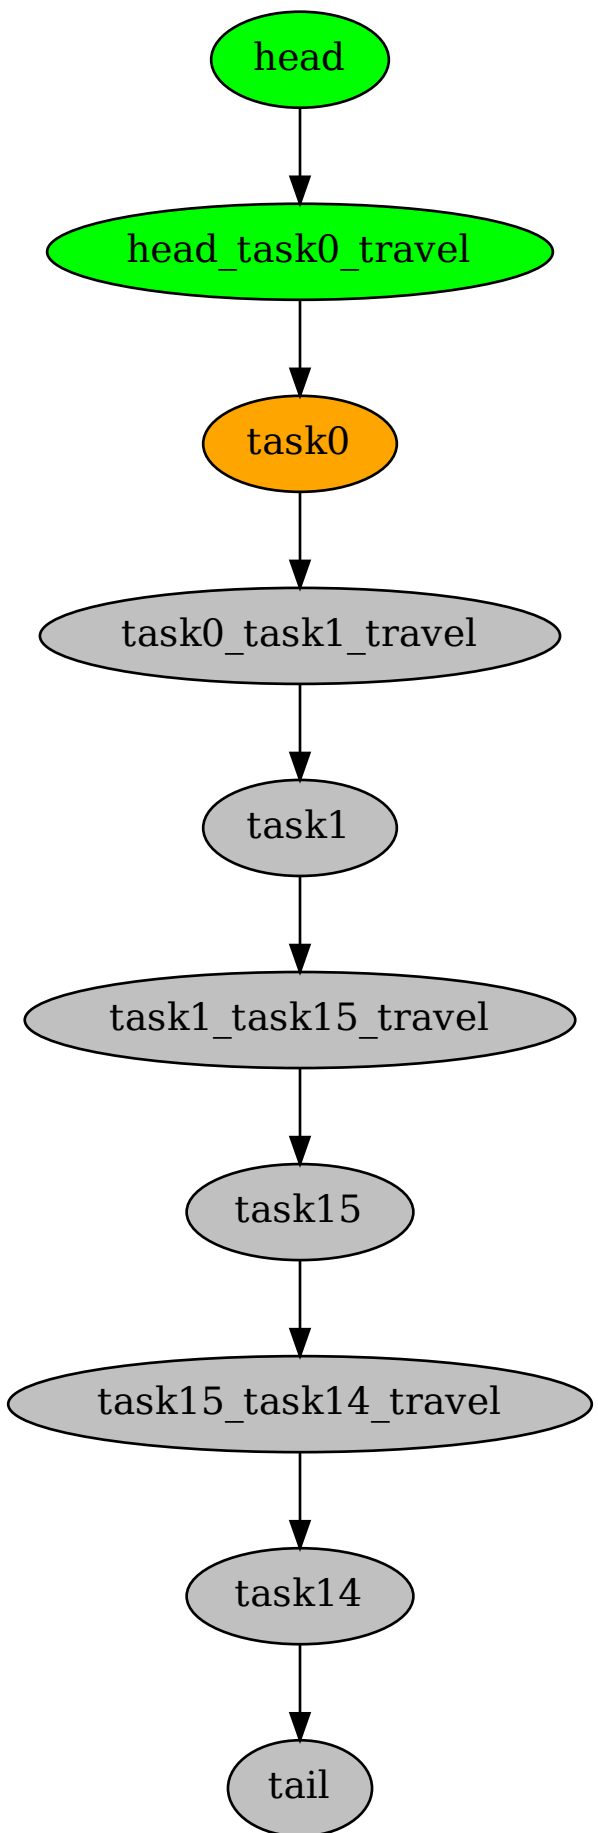 head
head_task0_travel
task0
task0_task1_travel
task1
task1_task15_travel
task15
task15_task14_travel
task14
tail